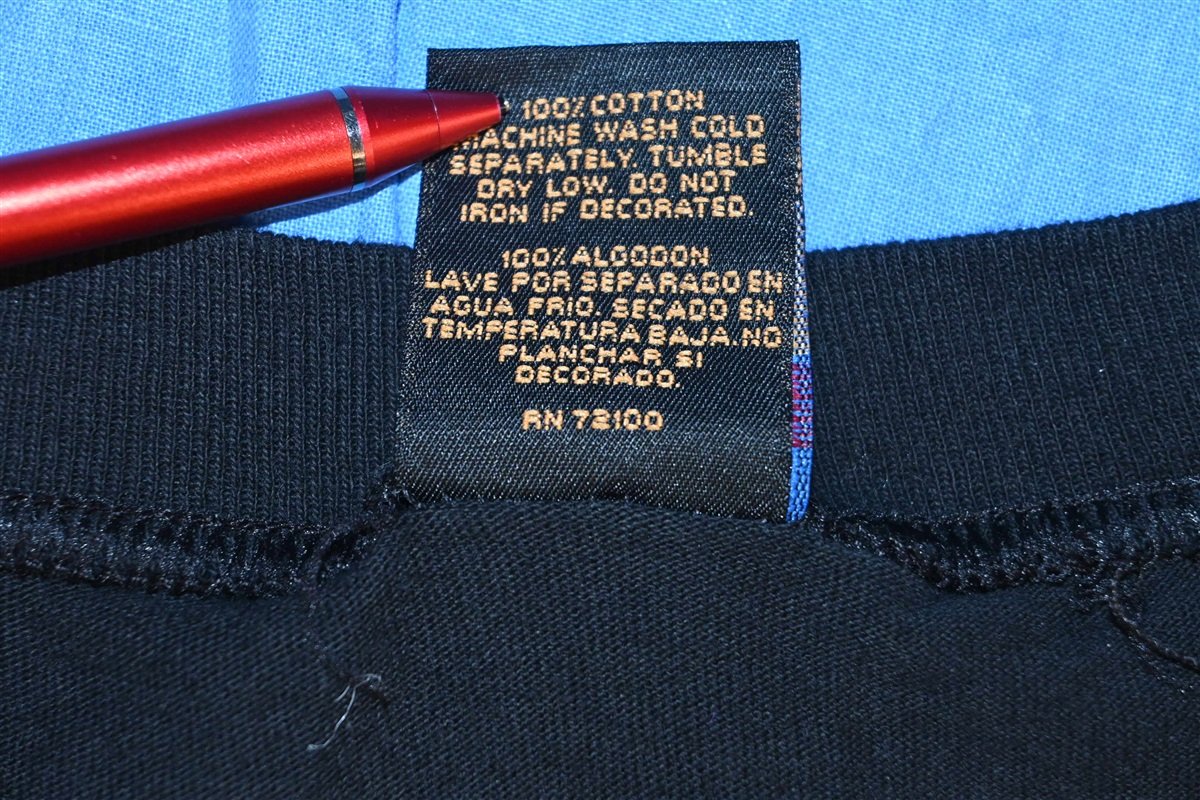 100% COTTON
MACHINE WASH COLD
SEPARATELY. TUMBLE
DRY LOW. DO NOT
IRON IF DECORATED.
100% ALGODON
LAVE POR SEPARADO EN
AGUA FRIO. SECADO EN
TEMPERATURA BAJA. NO
PLANCHAR SI
DECORADO.
RN 72100